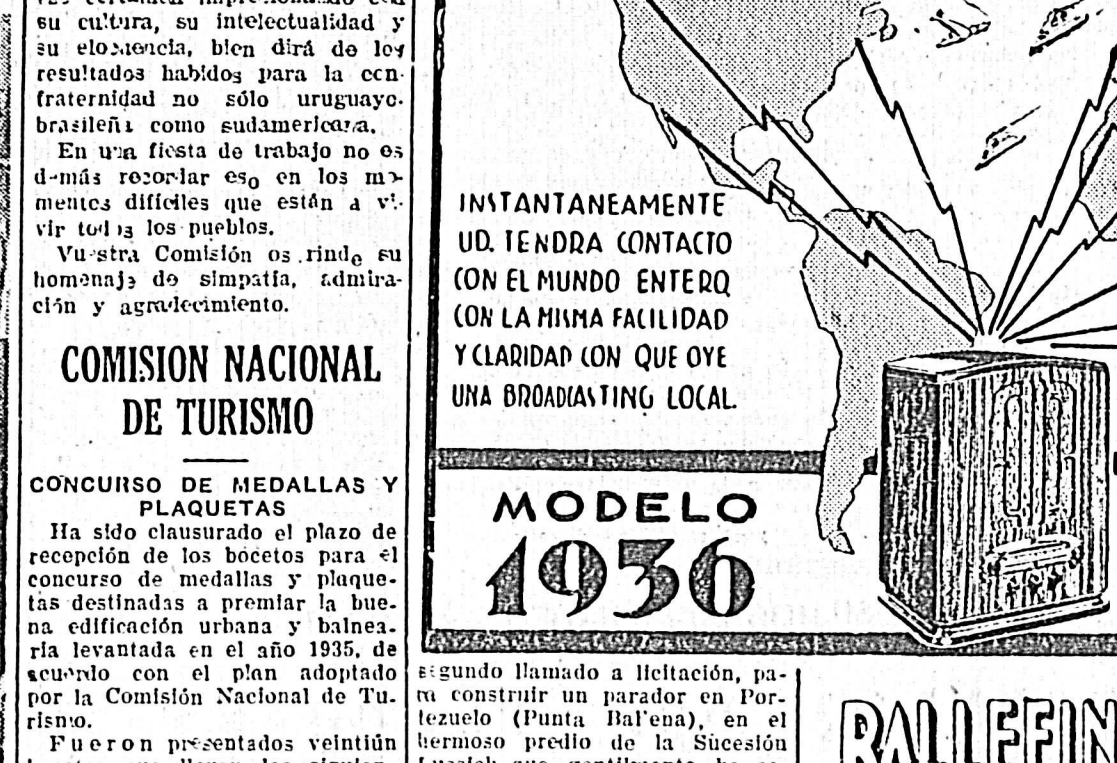 su cultura, su intelectualidad y
su elocuencia, bien dirá de los
resultados habidos para la con-
fraternidad no sólo uruguayo-
brasileña como sudamericana.
En una fiesta de trabajo no es
demás recordar eso en los mo-
mentos difíciles que están a vi-
vir todos los pueblos.
Vuestra Comisión os rinde su
homenaje de simpatía, admira-
ción y agradecimiento.
COMISION NACIONAL
DE TURISMO
CONCURSO DE MEDALLAS Y
PLAQUETAS
Ha sido clausurado el plazo de
recepción de los bocetos para el
concurso de medallas y plaque-
tas destinadas a premiar la bue-
na edificación urbana y balnea-
ria levantada en el año 1935, de
acuerdo con el plan adoptado
por la Comisión Nacional de Tu-
rismo.
Fueron presentados veintiún
INSTANTANEAMENTE
UD. TENDRA CONTACTO
CON EL MUNDO ENTERO,
CON LA MISMA FACILIDAD
Y CLARIDAD CON QUE OYE
UNA BROADCASTING LOCAL.
MODELO
1936
segundo llamado a licitación, pa-
ra construir un parador en Por-
tezuelo (Punta Ballena), en el
hermoso predio de la Sucesión